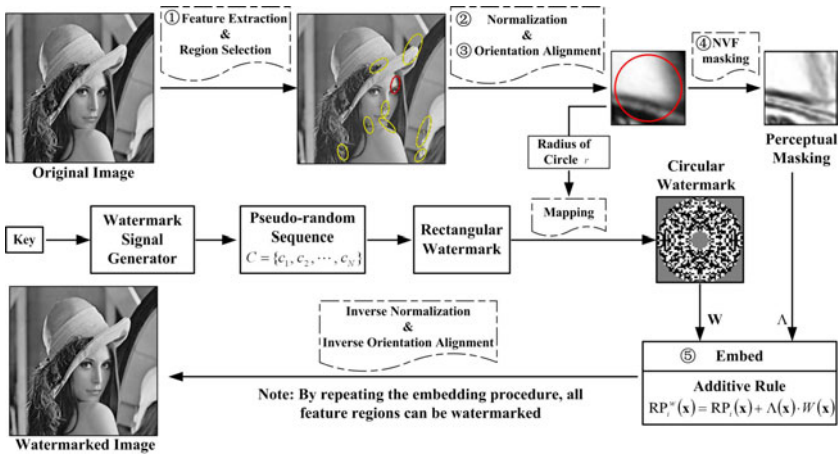 ① Feature Extraction
&
Region Selection
② Normalization
&
③ Orientation Alignment
④ NVF
masking
Original Image
Radius of
Circle r
Perceptual
Masking
Mapping
Circular
Watermark
Key
Watermark
Signal
Generator
Pseudo-random
Sequence
C = {c₁, c₂, ⋯, c_N}
Rectangular
Watermark
W
Λ
Inverse Normalization
&
Inverse Orientation Alignment
⑤ Embed
Additive Rule
RPᵢʷ(x) = RPᵢ(x) + Λ(x)·W(x)
Note: By repeating the embedding procedure, all
feature regions can be watermarked
Watermarked Image